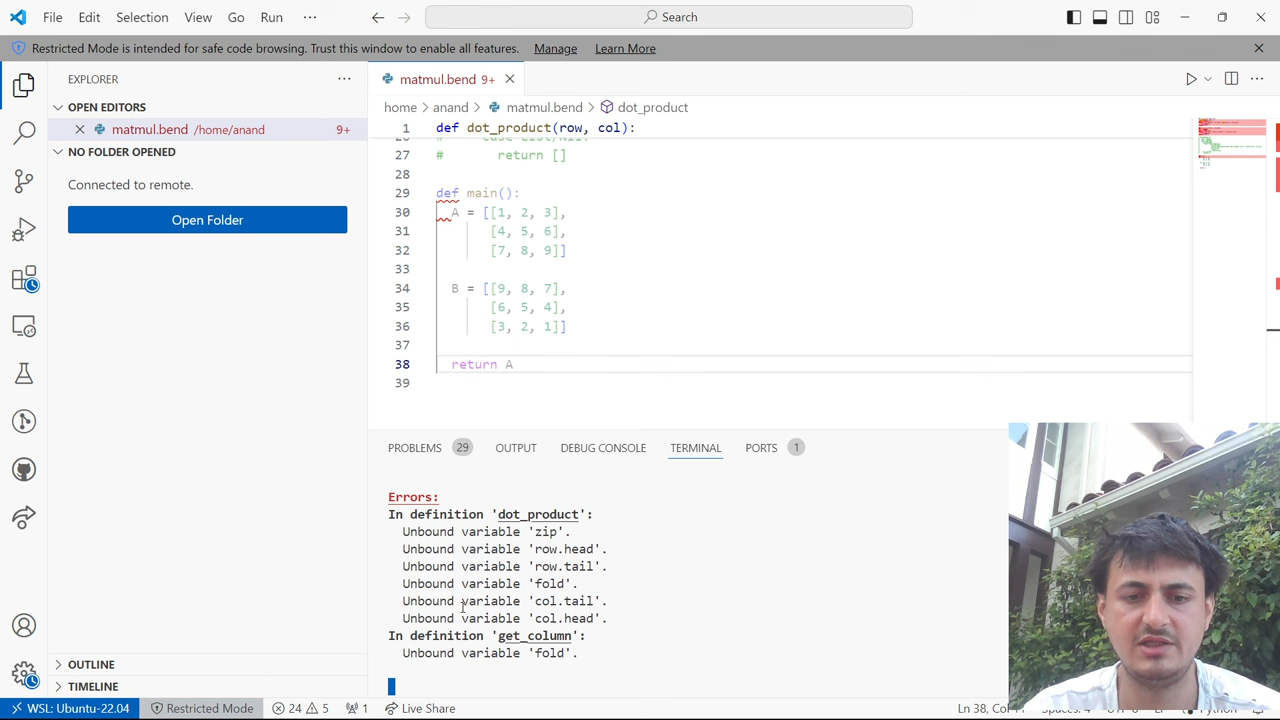 File Edit Selection View Go Run ··· Search
Restricted Mode is intended for safe code browsing. Trust this window to enable all features. Manage Learn More
EXPLORER ···
OPEN EDITORS
matmul.bend /home/anand 9+
NO FOLDER OPENED
Connected to remote.
Open Folder
OUTLINE
TIMELINE
matmul.bend 9+
home > anand > matmul.bend > dot_product
1 def dot_product(row, col):
27 # return []
28
29 def main():
30 A = [[1, 2, 3],
31 [4, 5, 6],
32 [7, 8, 9]]
33
34 B = [[9, 8, 7],
35 [6, 5, 4],
36 [3, 2, 1]]
37
38 return A
39
PROBLEMS 29 OUTPUT DEBUG CONSOLE TERMINAL PORTS 1
Errors:
In definition 'dot_product':
Unbound variable 'zip'.
Unbound variable 'row.head'.
Unbound variable 'row.tail'.
Unbound variable 'fold'.
Unbound variable 'col.tail'.
Unbound variable 'col.head'.
In definition 'get_column':
Unbound variable 'fold'.
WSL: Ubuntu-22.04 Restricted Mode 24 5 1 Live Share Ln 38,